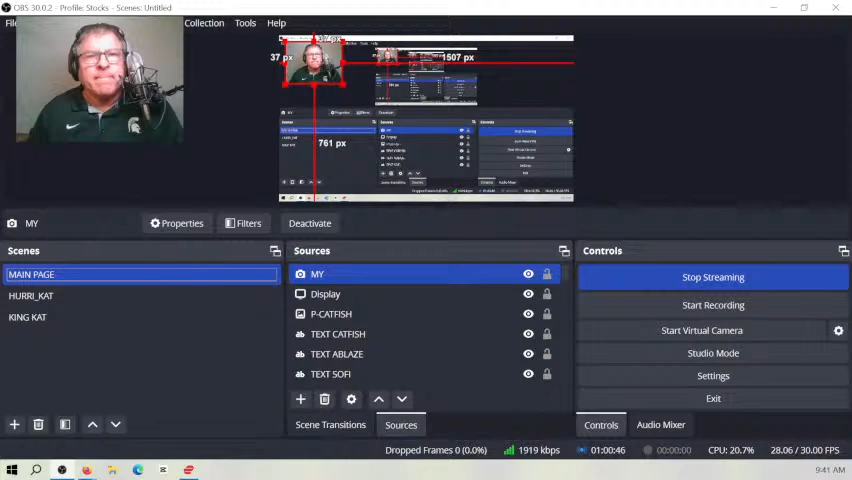 OBS 30.0.2 - Profile: Stocks - Scenes: Untitled
Collection Tools Help
37 px
1507 px
761 px
MY
Properties
Filters
Deactivate
Scenes
Sources
Controls
MAIN PAGE
HURRI_KAT
KING KAT
MY
Display
P-CATFISH
ab TEXT CATFISH
ab TEXT ABLAZE
ab TEXT SOFI
Stop Streaming
Start Recording
Start Virtual Camera
Studio Mode
Settings
Exit
Scene Transitions
Sources
Controls
Audio Mixer
Dropped Frames 0 (0.0%)
1919 kbps
01:00:46
00:00:00
CPU: 20.7%
28.06 / 30.00 FPS
9:41 AM